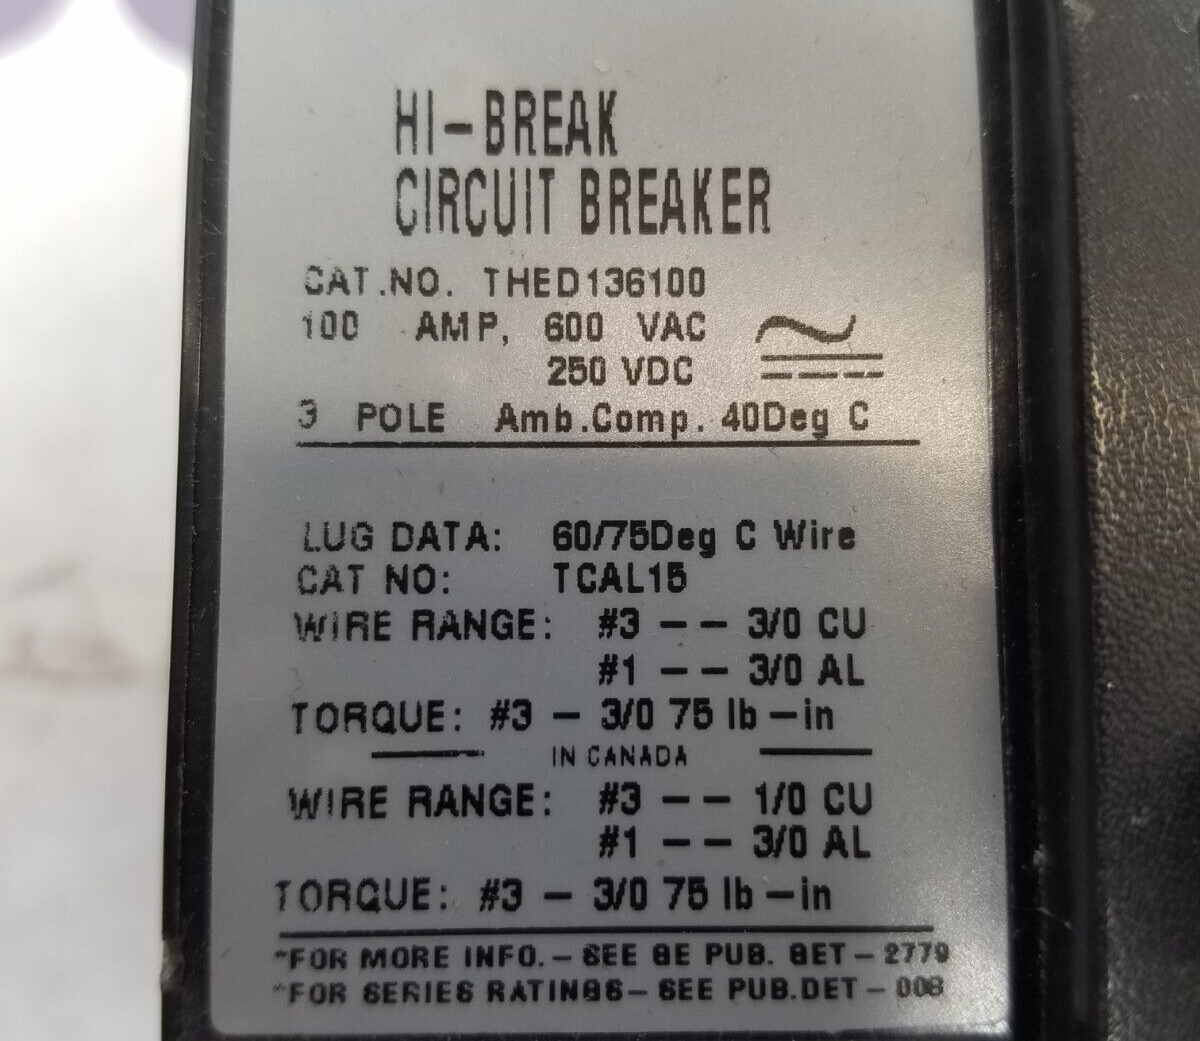 HI-BREAK
CIRCUIT BREAKER
CAT.NO. THED136100
100 AMP, 600 VAC
250 VDC
3 POLE Amb.Comp. 40Deg C
LUG DATA: 60/75Deg C Wire
CAT NO: TCAL15
WIRE RANGE: #3 -- 3/0 CU
#1 -- 3/0 AL
TORQUE: #3 - 3/0 75 lb-in
IN CANADA
WIRE RANGE: #3 -- 1/0 CU
#1 -- 3/0 AL
TORQUE: #3 - 3/0 75 lb-in
*FOR MORE INFO.- SEE GE PUB. GET-2779
*FOR SERIES RATINGS- SEE PUB.DET-008